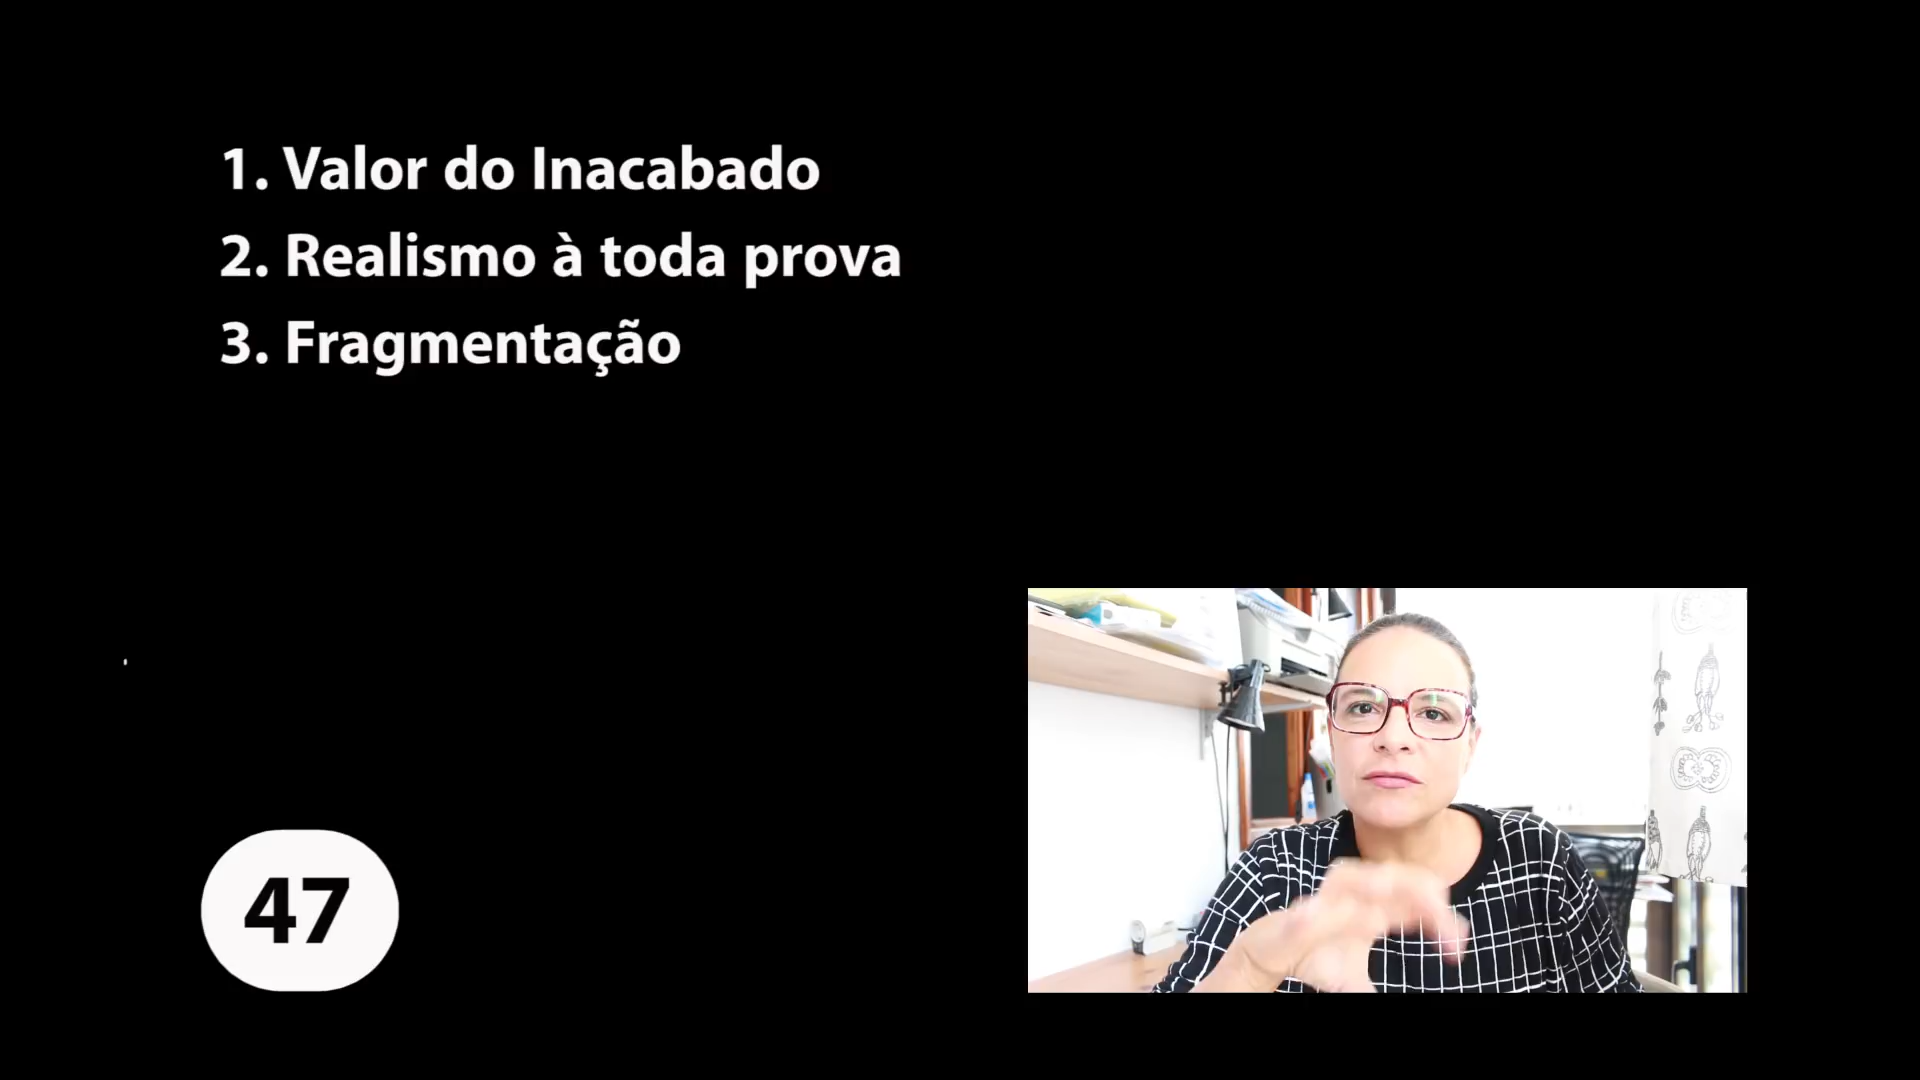 1. Valor do Inacabado
2. Realismo à toda prova
3. Fragmentação
47